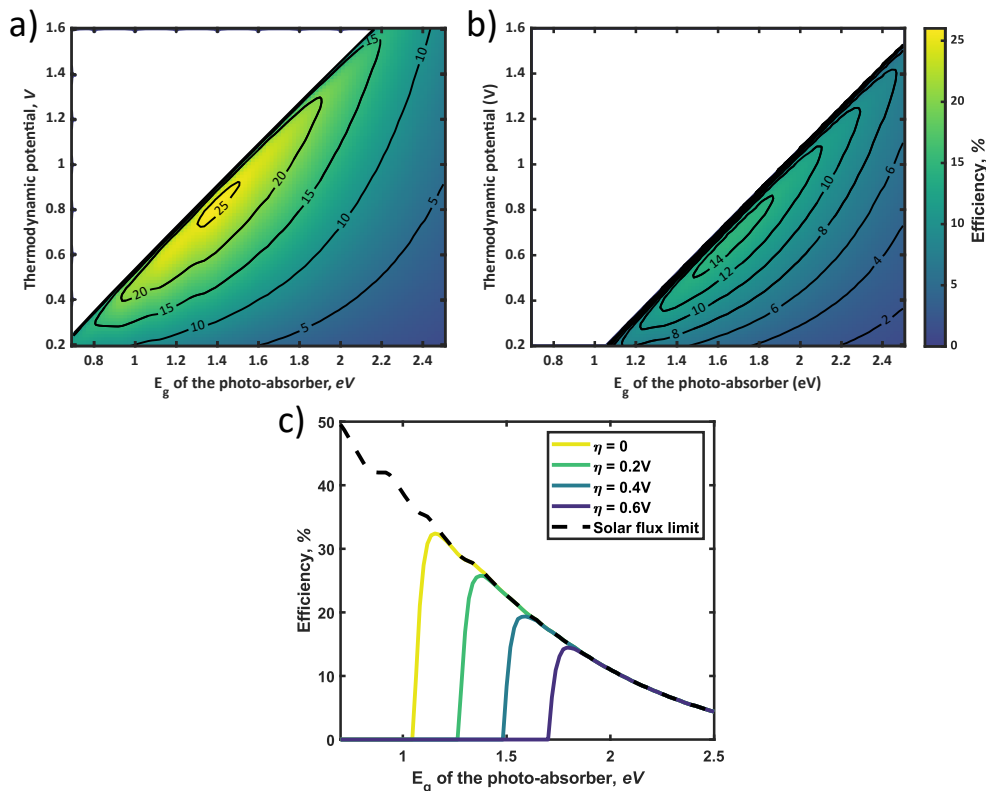 a)
1.6
1.4
1.2
1
0.8
0.6
0.4
0.2
Thermodynamic potential, V
15
10
20
15
25
10
5
20
15
10
5
0.8 1 1.2 1.4 1.6 1.8 2 2.2 2.4
Eg of the photo-absorber, eV
b)
1.6
1.4
1.2
1
0.8
0.6
0.4
0.2
Thermodynamic potential (V)
10
6
8
14
12
10
8
6
4
2
0.8 1 1.2 1.4 1.6 1.8 2 2.2 2.4
Eg of the photo-absorber (eV)
25
20
15
10
5
0
Efficiency, %
c)
50
40
30
20
10
0
Efficiency, %
η = 0
η = 0.2V
η = 0.4V
η = 0.6V
Solar flux limit
1 1.5 2 2.5
Eg of the photo-absorber, eV